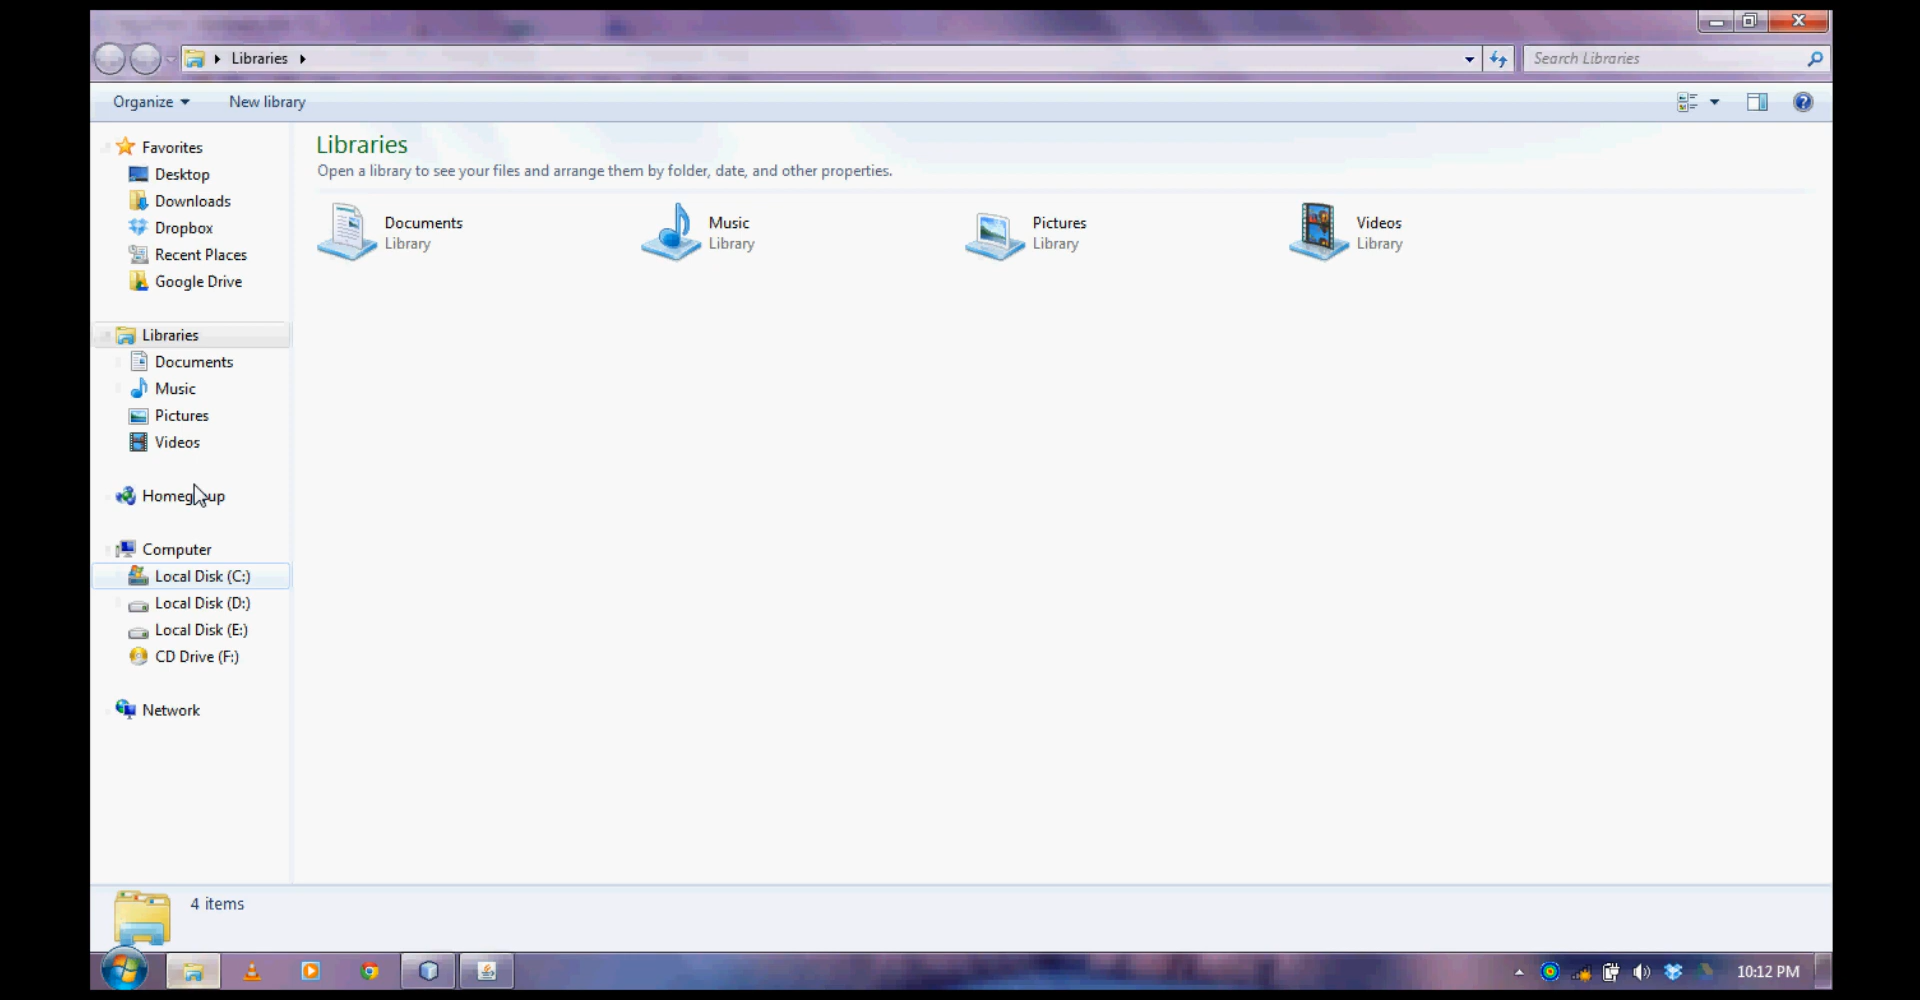 Libraries
Search Libraries
Organize
New library
Favorites
Desktop
Downloads
Dropbox
Recent Places
Google Drive
Libraries
Documents
Music
Pictures
Videos
Homegroup
Computer
Local Disk (C:)
Local Disk (D:)
Local Disk (E:)
CD Drive (F:)
Network
Libraries
Open a library to see your files and arrange them by folder, date, and other properties.
Documents
Library
Music
Library
Pictures
Library
Videos
Library
4 items
10:12 PM